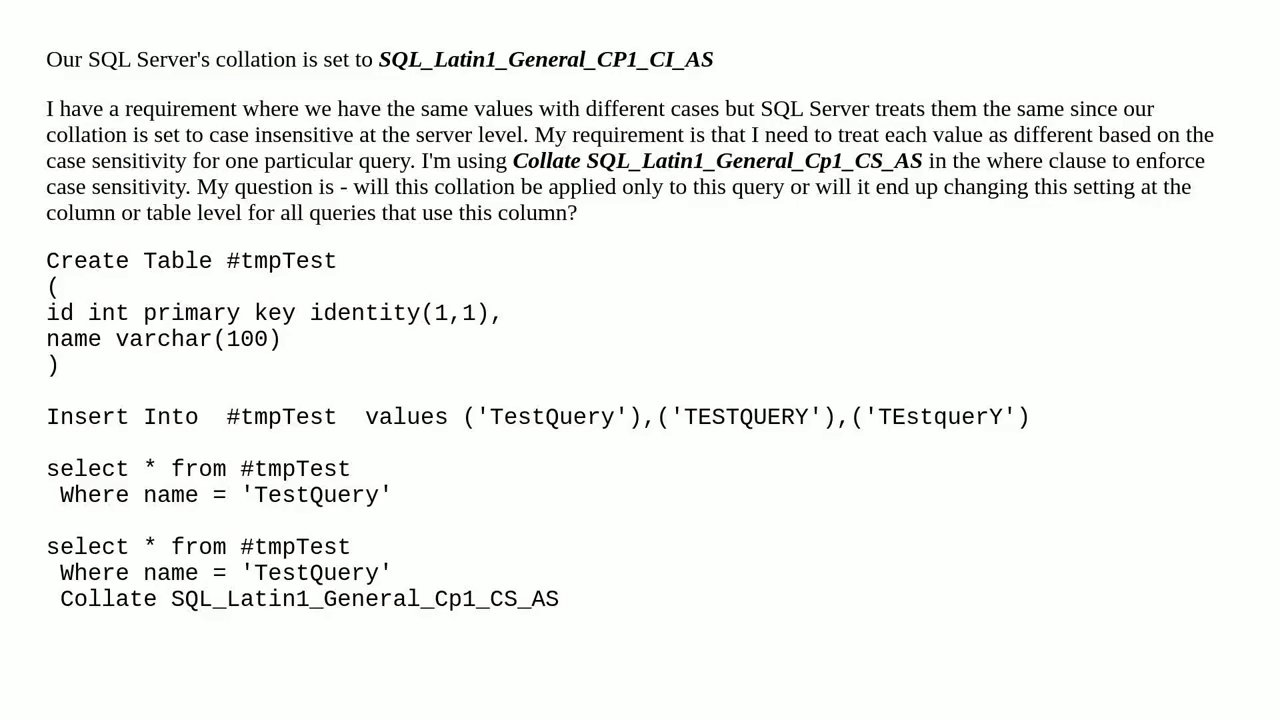 Our SQL Server's collation is set to SQL_Latin1_General_CP1_CI_AS
I have a requirement where we have the same values with different cases but SQL Server treats them the same since our
collation is set to case insensitive at the server level. My requirement is that I need to treat each value as different based on the
case sensitivity for one particular query. I'm using Collate SQL_Latin1_General_Cp1_CS_AS in the where clause to enforce
case sensitivity. My question is - will this collation be applied only to this query or will it end up changing this setting at the
column or table level for all queries that use this column?
Create Table #tmpTest
(
id int primary key identity(1,1),
name varchar(100)
)
Insert Into  #tmpTest  values ('TestQuery'),('TESTQUERY'),('TEstquerY')
select * from #tmpTest
 Where name = 'TestQuery'
select * from #tmpTest
 Where name = 'TestQuery'
 Collate SQL_Latin1_General_Cp1_CS_AS